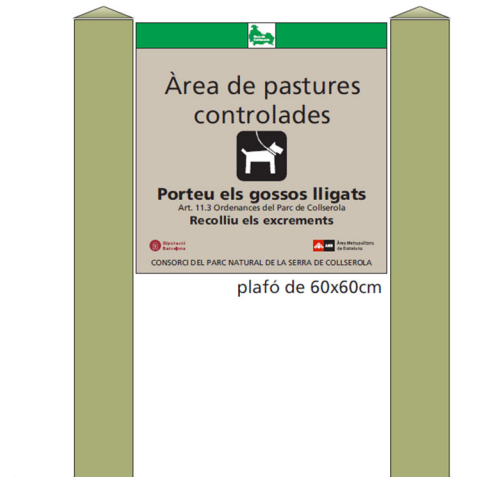 Àrea de pastures
controlades
Porteu els gossos lligats
Art. 11.3 Ordenances del Parc de Collserola
Recolliu els excrements
Diputació
Barcelona
AMB
Àrea Metropolitana
de Barcelona
CONSORCI DEL PARC NATURAL DE LA SERRA DE COLLSEROLA
plafó de 60x60cm